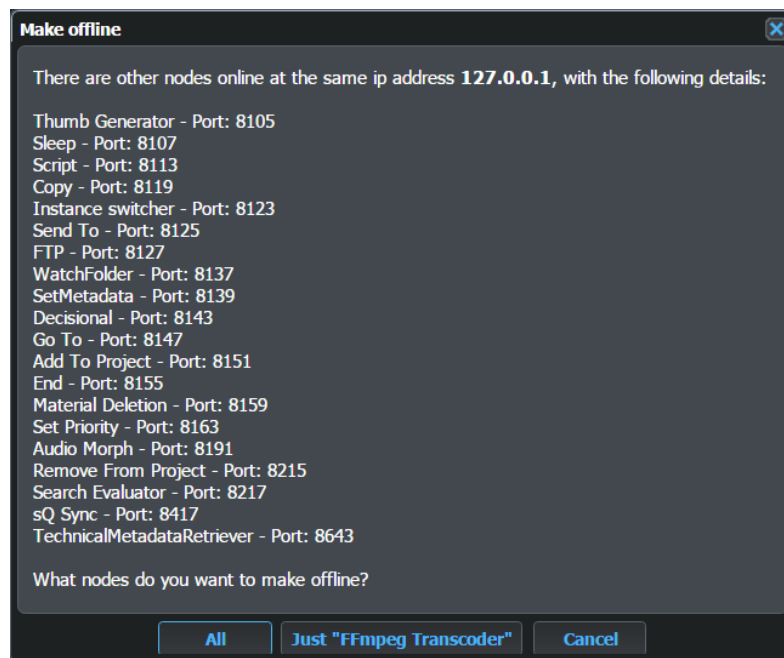 Make offline
There are other nodes online at the same ip address 127.0.0.1, with the following details:
Thumb Generator - Port: 8105
Sleep - Port: 8107
Script - Port: 8113
Copy - Port: 8119
Instance switcher - Port: 8123
Send To - Port: 8125
FTP - Port: 8127
WatchFolder - Port: 8137
SetMetadata - Port: 8139
Decisional - Port: 8143
Go To - Port: 8147
Add To Project - Port: 8151
End - Port: 8155
Material Deletion - Port: 8159
Set Priority - Port: 8163
Audio Morph - Port: 8191
Remove From Project - Port: 8215
Search Evaluator - Port: 8217
sQ Sync - Port: 8417
TechnicalMetadataRetriever - Port: 8643
What nodes do you want to make offline?
All Just "FFmpeg Transcoder" Cancel